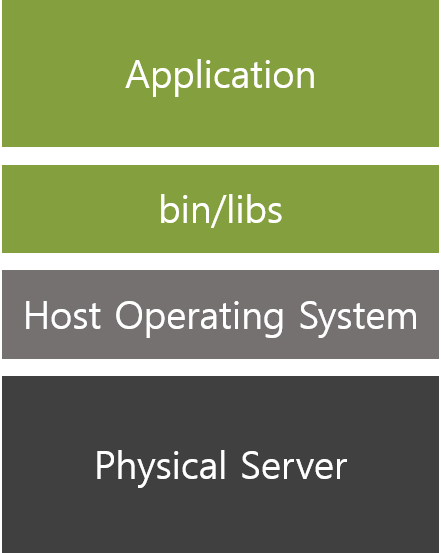 Application
bin/libs
Host Operating System
Physical Server